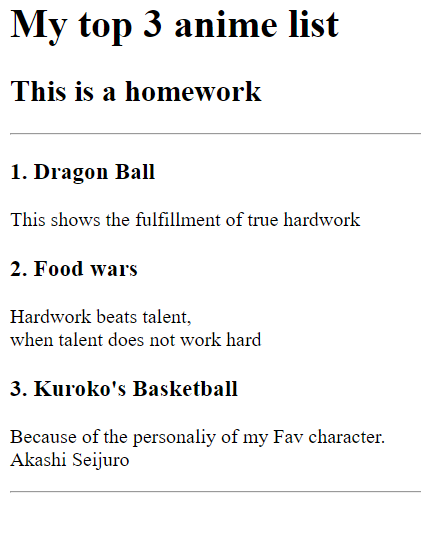 My top 3 anime list
This is a homework
1. Dragon Ball
This shows the fulfillment of true hardwork
2. Food wars
Hardwork beats talent,
when talent does not work hard
3. Kuroko's Basketball
Because of the personaliy of my Fav character.
Akashi Seijuro